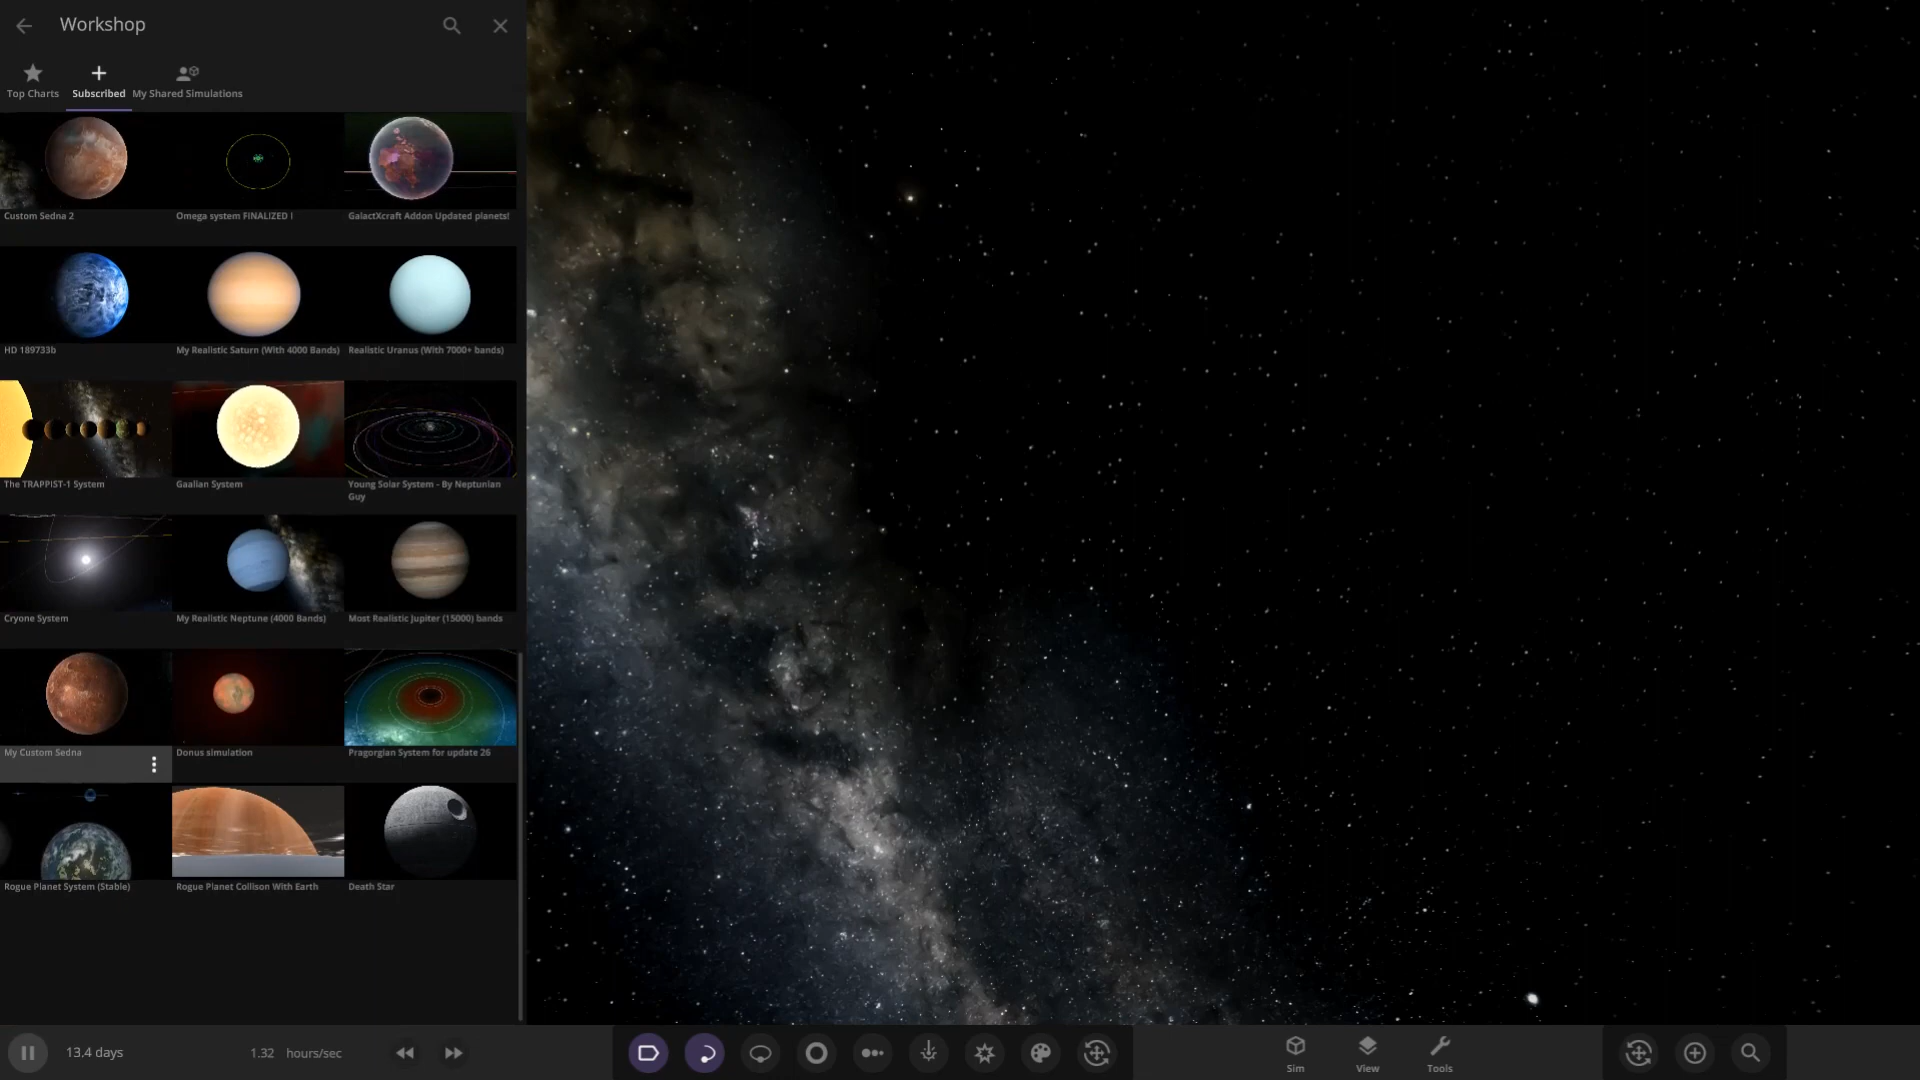 Workshop
Top Charts
Subscribed
My Shared Simulations
Custom Sedna 2
Omega system FINALIZED !
GalactXcraft Addon Updated planets!
HD 189733b
My Realistic Saturn (With 4000 Bands)
Realistic Uranus (With 7000+ bands)
The TRAPPIST-1 System
Gaalian System
Young Solar System - By Neptunian
Guy
Cryone System
My Realistic Neptune (4000 Bands)
Most Realistic Jupiter (15000) bands
My Custom Sedna
Donus simulation
Pragorgian System for update 26
Rogue Planet System (Stable)
Rogue Planet Collison With Earth
Death Star
13.4 days
1.32 hours/sec
Sim
View
Tools